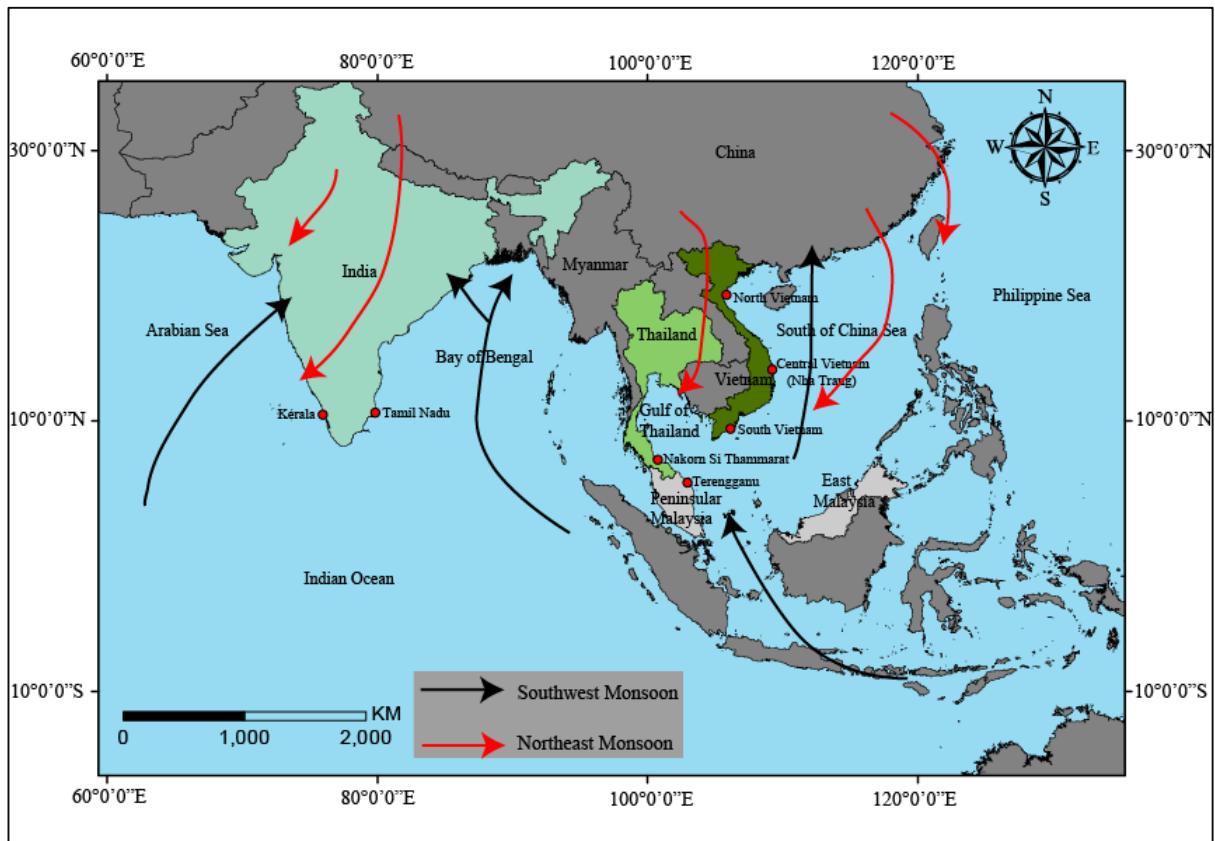 60°0'0"E 80°0'0"E 100°0'0"E 120°0'0"E
N
W E
S
30°0'0"N 30°0'0"N
China
Myanmar
India
North Vietnam
Philippine Sea
Arabian Sea
Thailand
South of China Sea
Bay of Bengal
Central Vietnam
(Nha Trang)
Vietnam
Kerala
Tamil Nadu
10°0'0"N 10°0'0"N
Gulf of
Thailand
South Vietnam
Nakorn Si Thammarat
Terengganu
East
Malaysia
Peninsular
Malaysia
Indian Ocean
10°0'0"S 10°0'0"S
Southwest Monsoon
Northeast Monsoon
KM
0 1,000 2,000
60°0'0"E 80°0'0"E 100°0'0"E 120°0'0"E